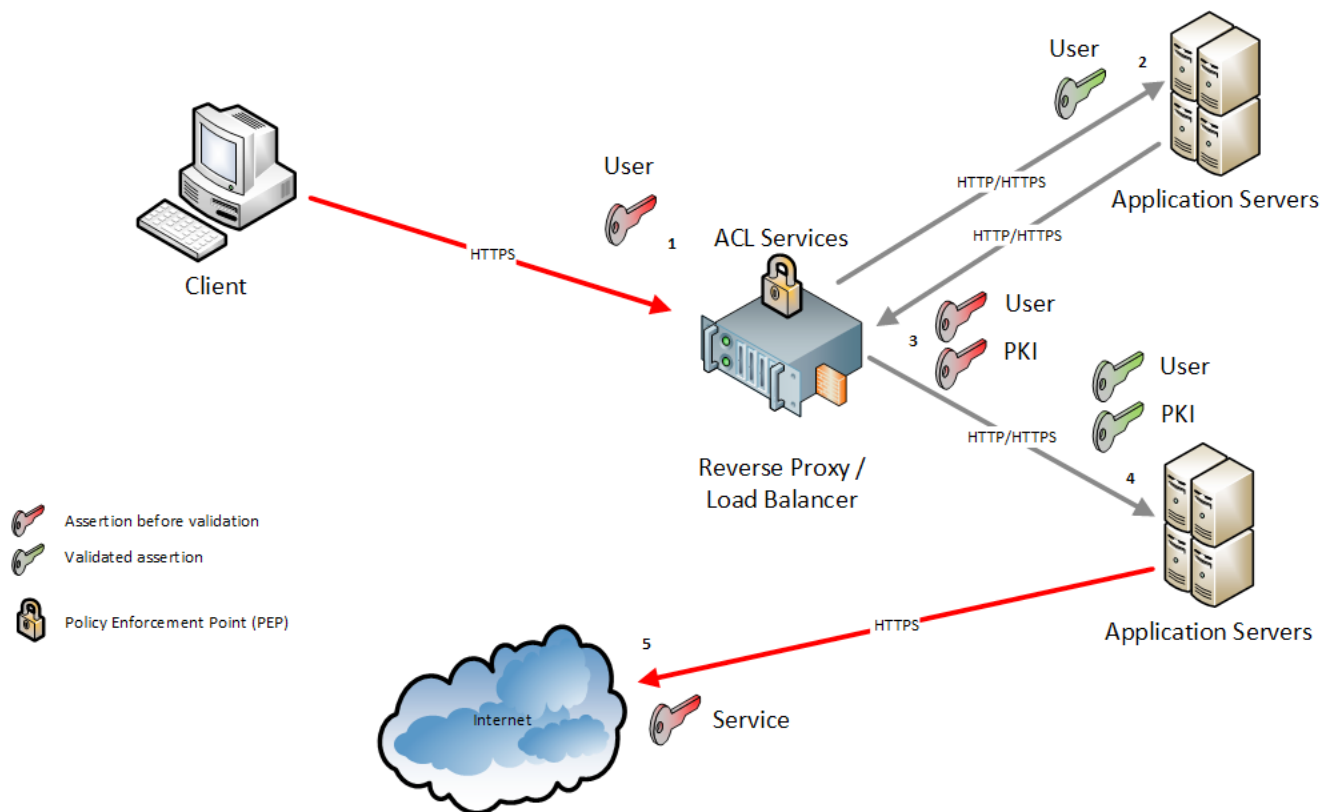 User
2
Application Servers
HTTP/HTTPS
HTTP/HTTPS
User
1
HTTPS
Client
ACL Services
3
User
PKI
User
PKI
HTTP/HTTPS
4
Reverse Proxy /
Load Balancer
Application Servers
Assertion before validation
Validated assertion
Policy Enforcement Point (PEP)
HTTPS
5
Internet
Service